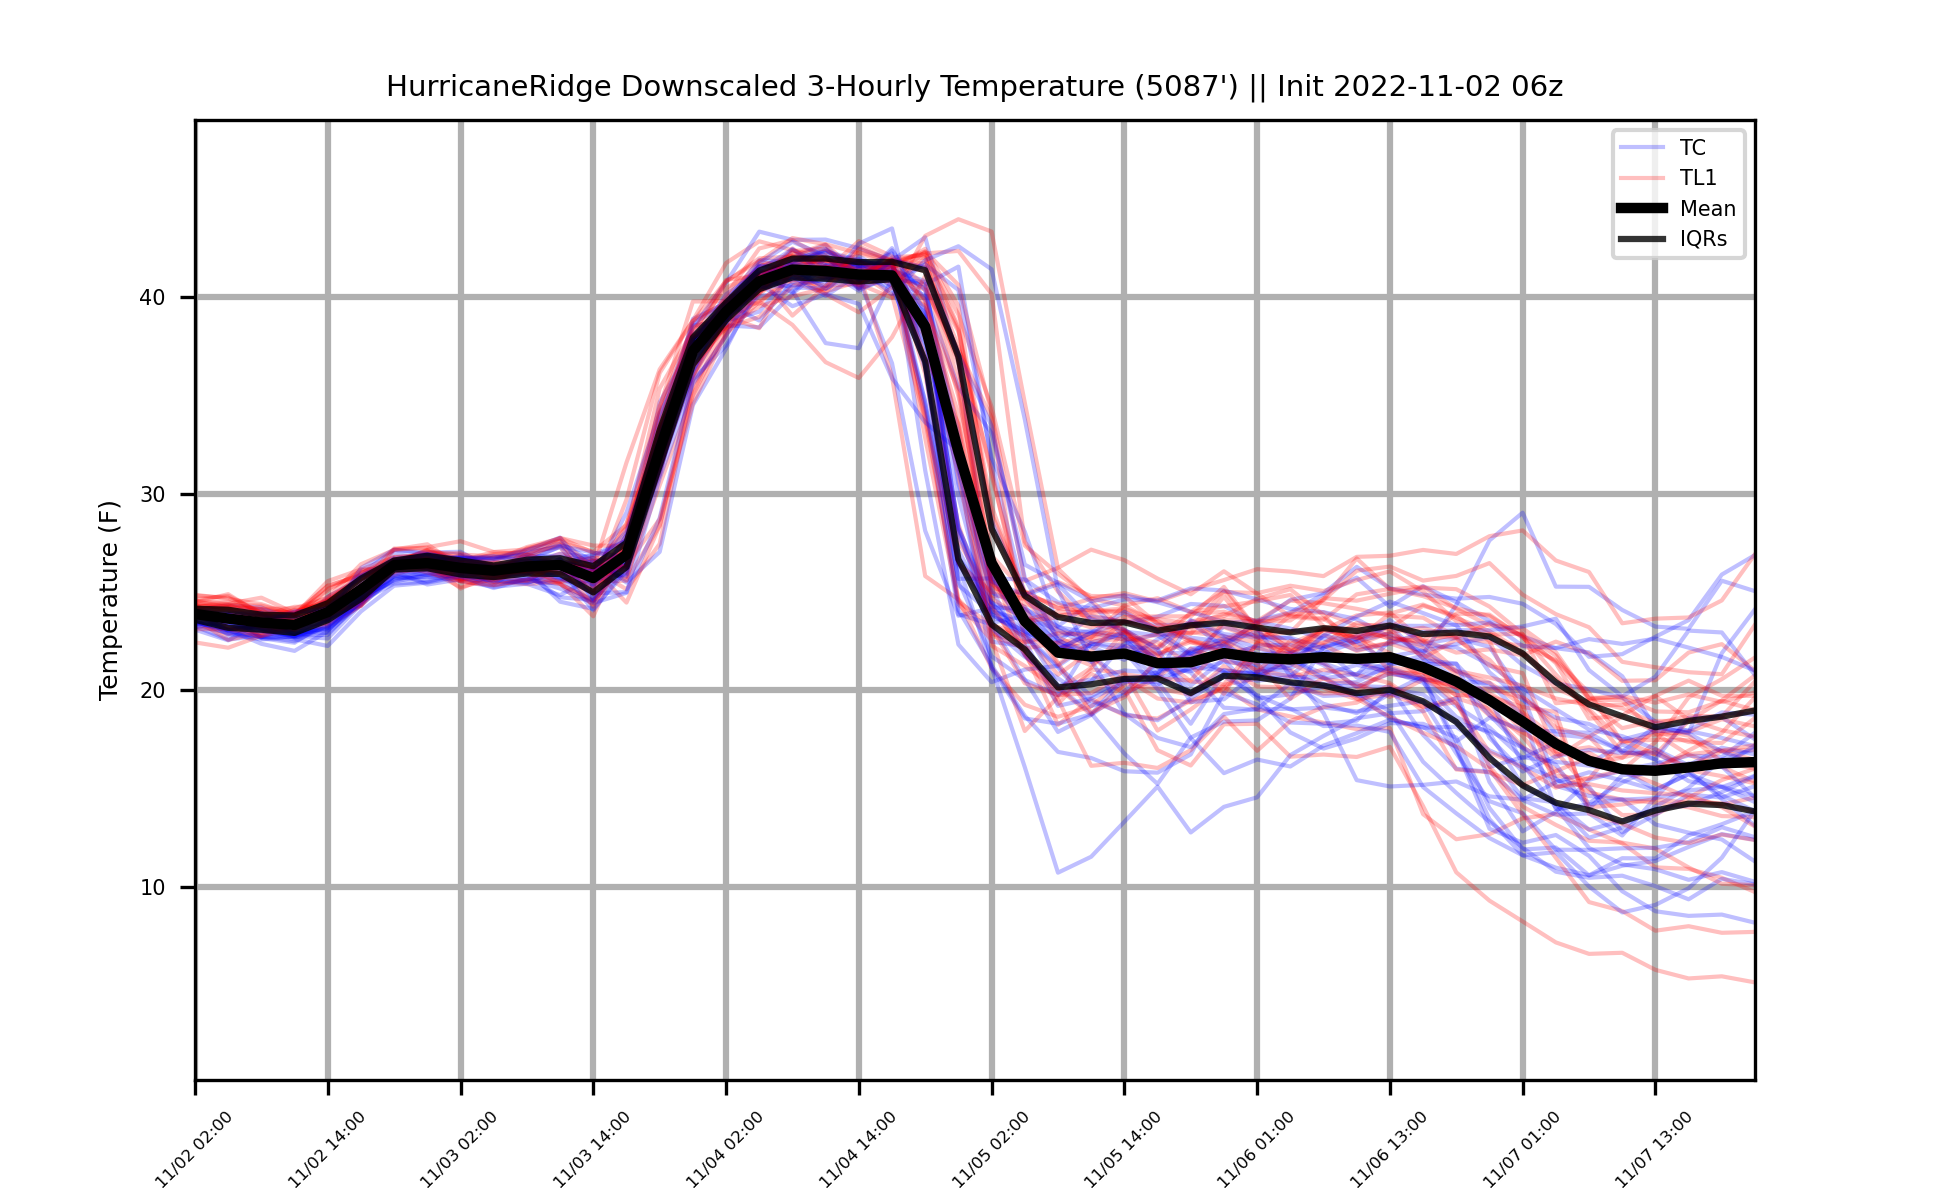 HurricaneRidge Downscaled 3-Hourly Temperature (5087') || Init 2022-11-02 06z
TC
TL1
Mean
IQRs
Temperature (F)
40
30
20
10
11/02 02:00
11/02 14:00
11/03 02:00
11/03 14:00
11/04 02:00
11/04 14:00
11/05 02:00
11/05 14:00
11/06 01:00
11/06 13:00
11/07 01:00
11/07 13:00